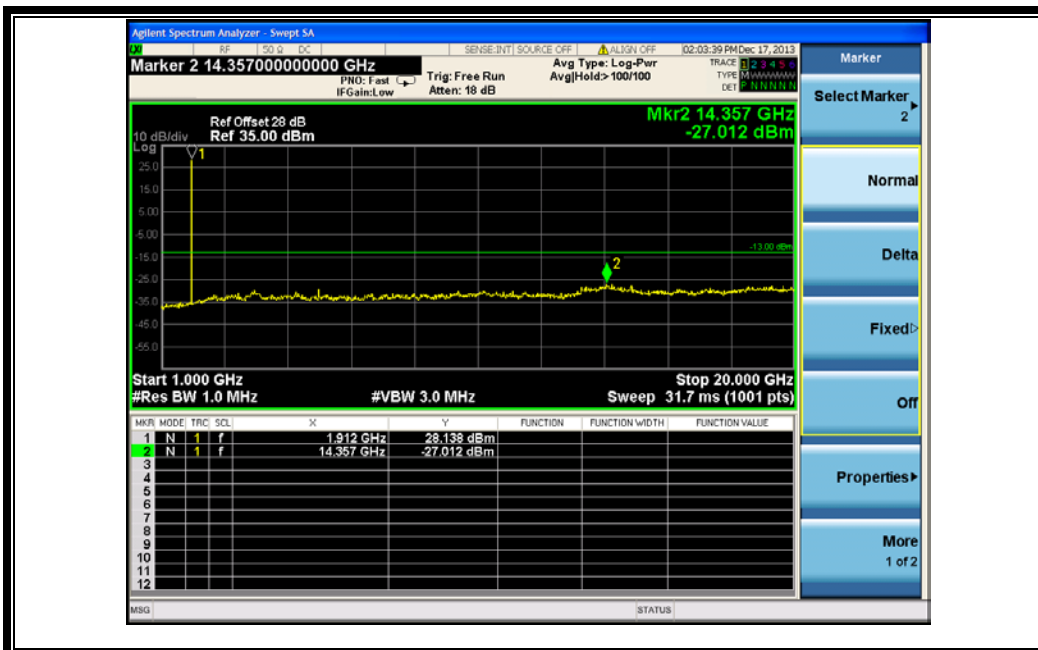 Agilent Spectrum Analyzer - Swept SA
RF 50 Ω DC SENSE:INT SOURCE OFF ALIGN OFF 02:03:39 PM Dec 17, 2013
Marker 2 14.357000000000 GHz
PNO: Fast
IFGain:Low
Trig: Free Run
Atten: 18 dB
Avg Type: Log-Pwr
Avg|Hold:>100/100
TRACE 1 2 3 4 5 6
TYPE MWWWWW
DET P N N N N N
Mkr2 14.357 GHz
-27.012 dBm
Ref Offset 28 dB
10 dB/div Ref 35.00 dBm
Log
1
25.0
15.0
5.00
-5.00
-13.00 dBm
-15.0
2
-25.0
-35.0
-45.0
-55.0
Start 1.000 GHz Stop 20.000 GHz
#Res BW 1.0 MHz #VBW 3.0 MHz Sweep 31.7 ms (1001 pts)
MKR MODE TRC SCL X Y FUNCTION FUNCTION WIDTH FUNCTION VALUE
1 N 1 f 1.912 GHz 28.138 dBm
2 N 1 f 14.357 GHz -27.012 dBm
3
4
5
6
7
8
9
10
11
12
MSG STATUS
Marker
Select Marker
2
Normal
Delta
Fixed
Off
Properties
More
1 of 2